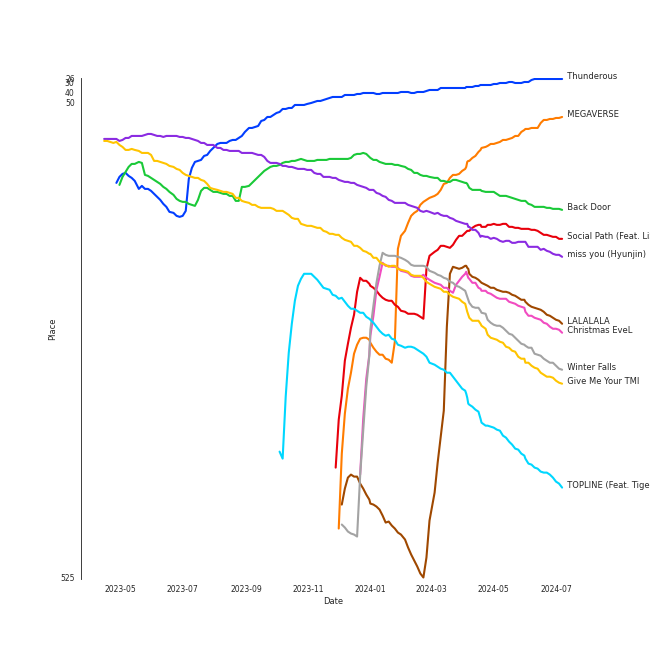 Thunderous
40
50
MEGAVERSE
Back Door
Social Path (Feat. Li
miss you (Hyunjin)
Place
LALALALA
Christmas EveL
Winter Falls
Give Me Your TMI
TOPLINE (Feat. Tige
525
2023-05 2023-07 2023-09 2023-11 2024-01 2024-03 2024-05 2024-07
Date